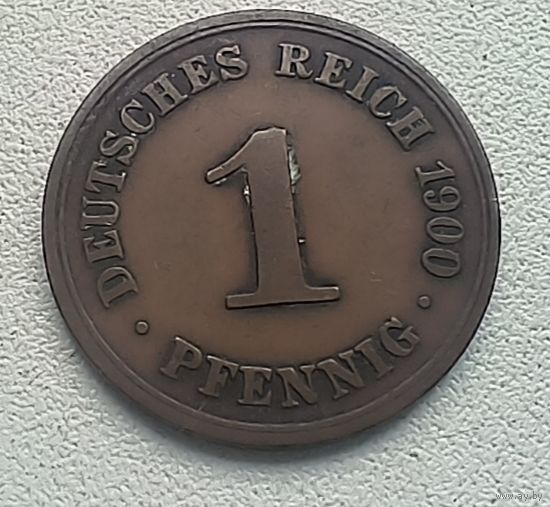 DEUTSCHES REICH 1900
1
• PFENNIG •
www.ay.by